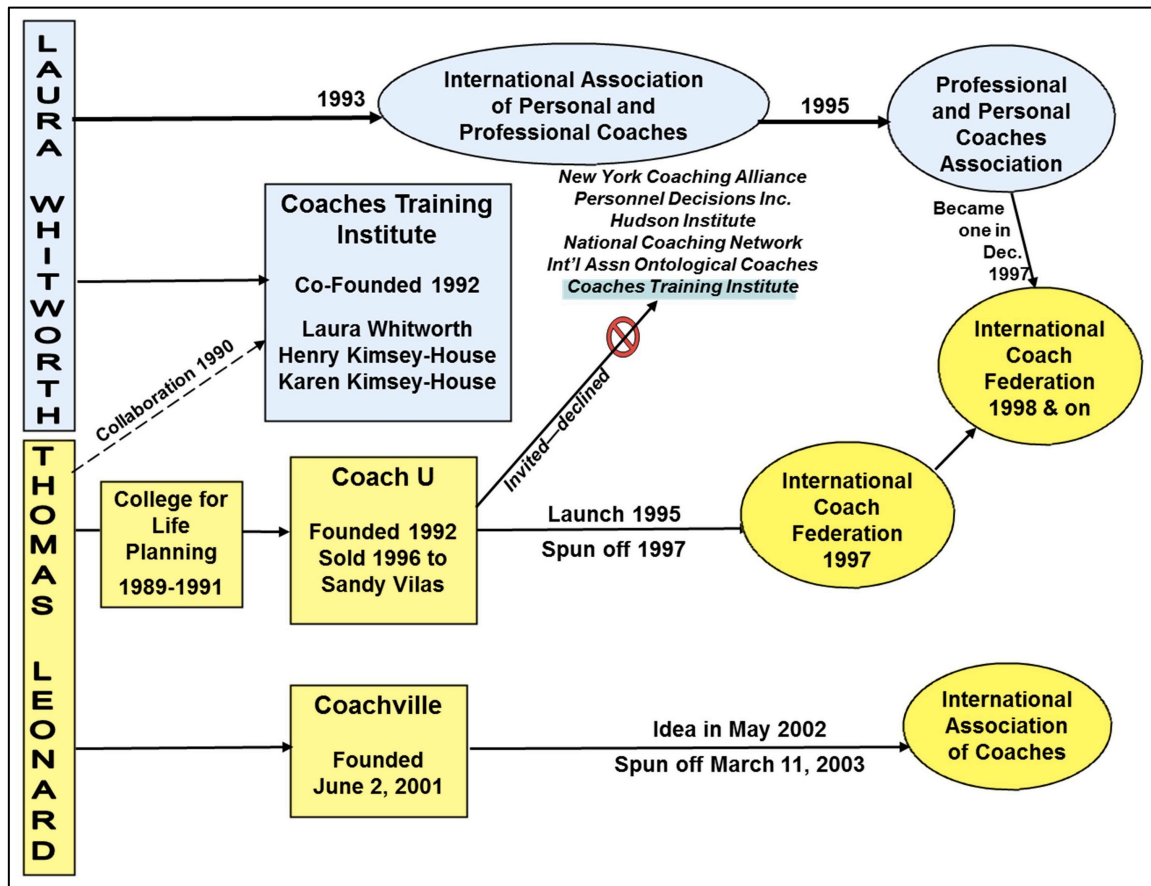 LAURA WHITWORTH
1993
International Association
of Personal and
Professional Coaches
1995
Professional
and Personal
Coaches
Association
New York Coaching Alliance
Personnel Decisions Inc.
Hudson Institute
National Coaching Network
Int'l Assn Ontological Coaches
Coaches Training Institute
Became
one in
Dec.
1997
Coaches Training
Institute
Co-Founded 1992
Laura Whitworth
Henry Kimsey-House
Karen Kimsey-House
Collaboration 1990
International
Coach
Federation
1998 & on
THOMAS LEONARD
College for
Life
Planning
1989-1991
Coach U
Founded 1992
Sold 1996 to
Sandy Vilas
Invited—declined
Launch 1995
Spun off 1997
International
Coach
Federation
1997
Coachville
Founded
June 2, 2001
Idea in May 2002
Spun off March 11, 2003
International
Association
of Coaches